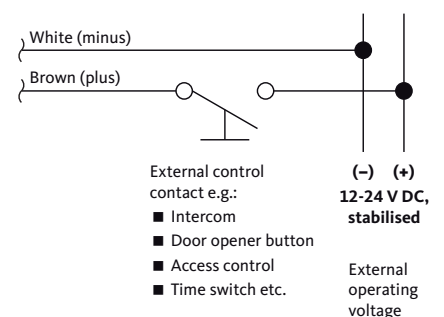 White (minus)
Brown (plus)
External control
contact e.g.:
■ Intercom
■ Door opener button
■ Access control
■ Time switch etc.
(–) (+)
12-24 V DC,
stabilised
External
operating
voltage